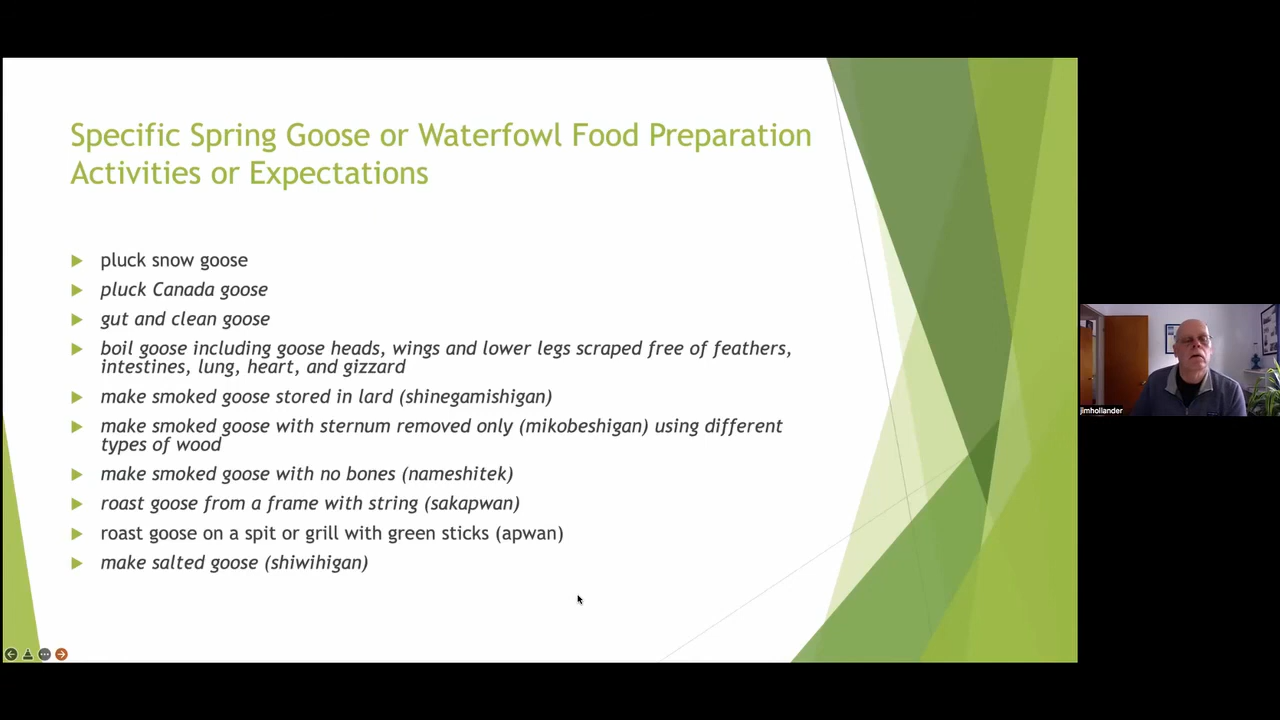 Specific Spring Goose or Waterfowl Food Preparation
Activities or Expectations
pluck snow goose
pluck Canada goose
gut and clean goose
boil goose including goose heads, wings and lower legs scraped free of feathers,
intestines, lung, heart, and gizzard
make smoked goose stored in lard (shinegamishigan)
make smoked goose with sternum removed only (mikobeshigan) using different
types of wood
make smoked goose with no bones (nameshitek)
roast goose from a frame with string (sakapwan)
roast goose on a spit or grill with green sticks (apwan)
make salted goose (shiwihigan)
jimhollander